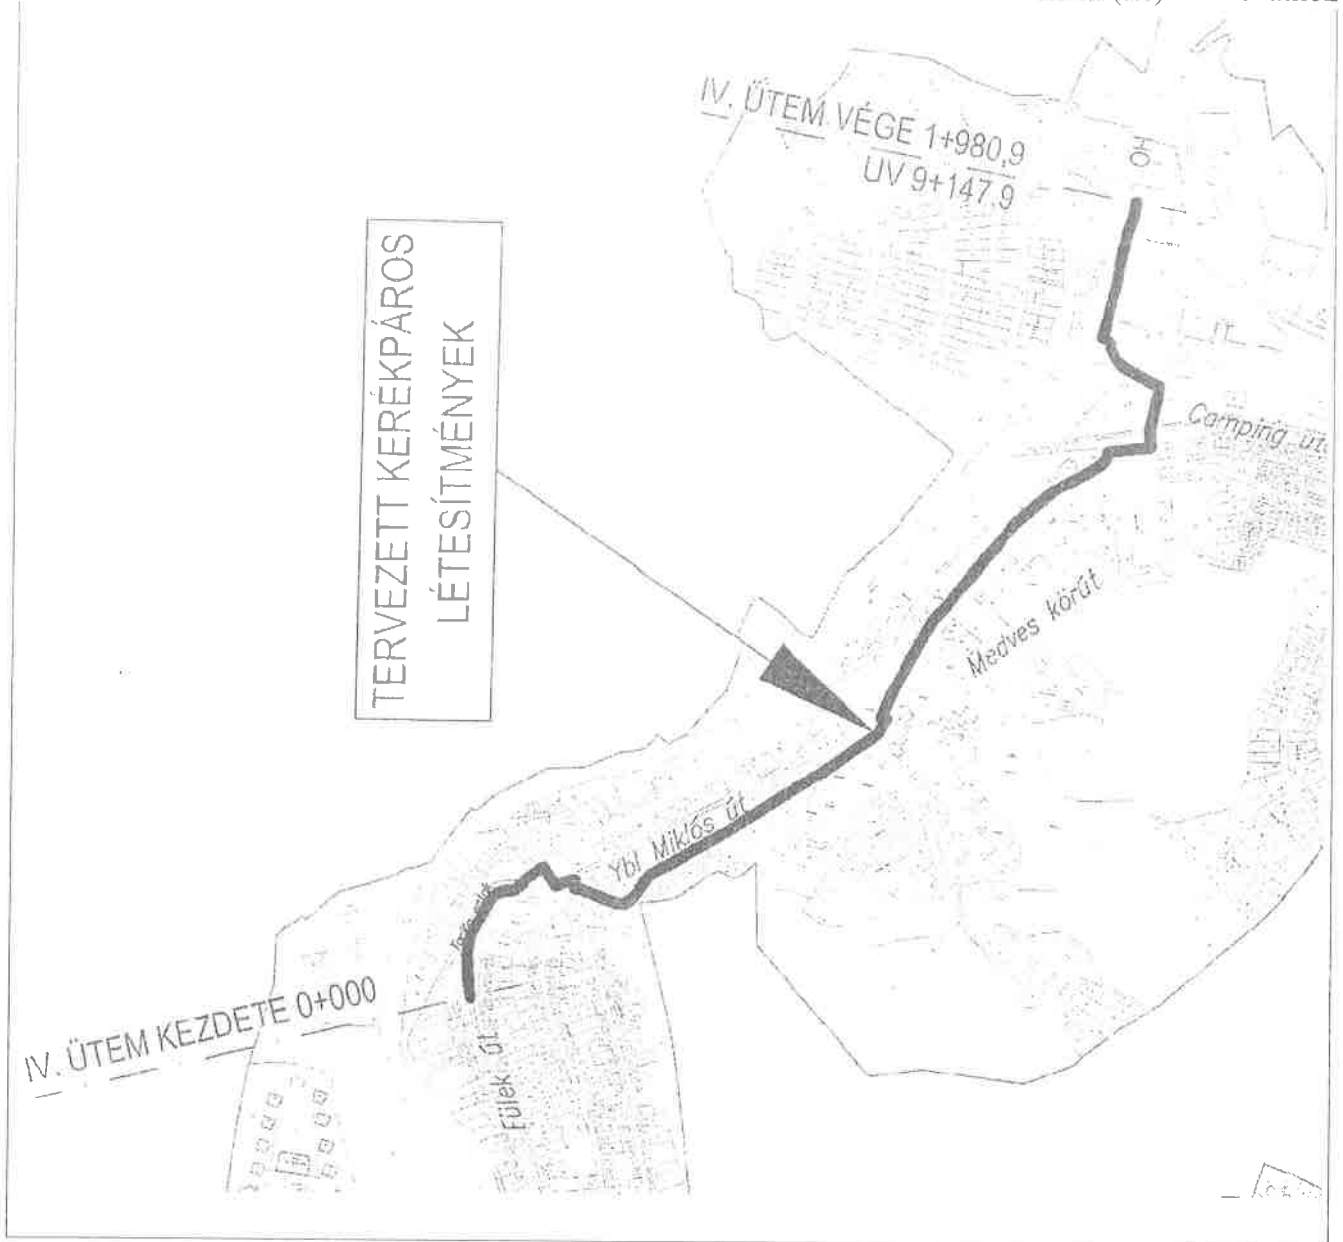 IV. ÜTEM VÉGE 1+980,9
UV 9+147.9
TERVEZETT KERÉKPÁROS
LÉTESÍTMÉNYEK
Camping út
Medves körút
Ybl Miklós út
IV. ÜTEM KEZDETE 0+000
Fülek út